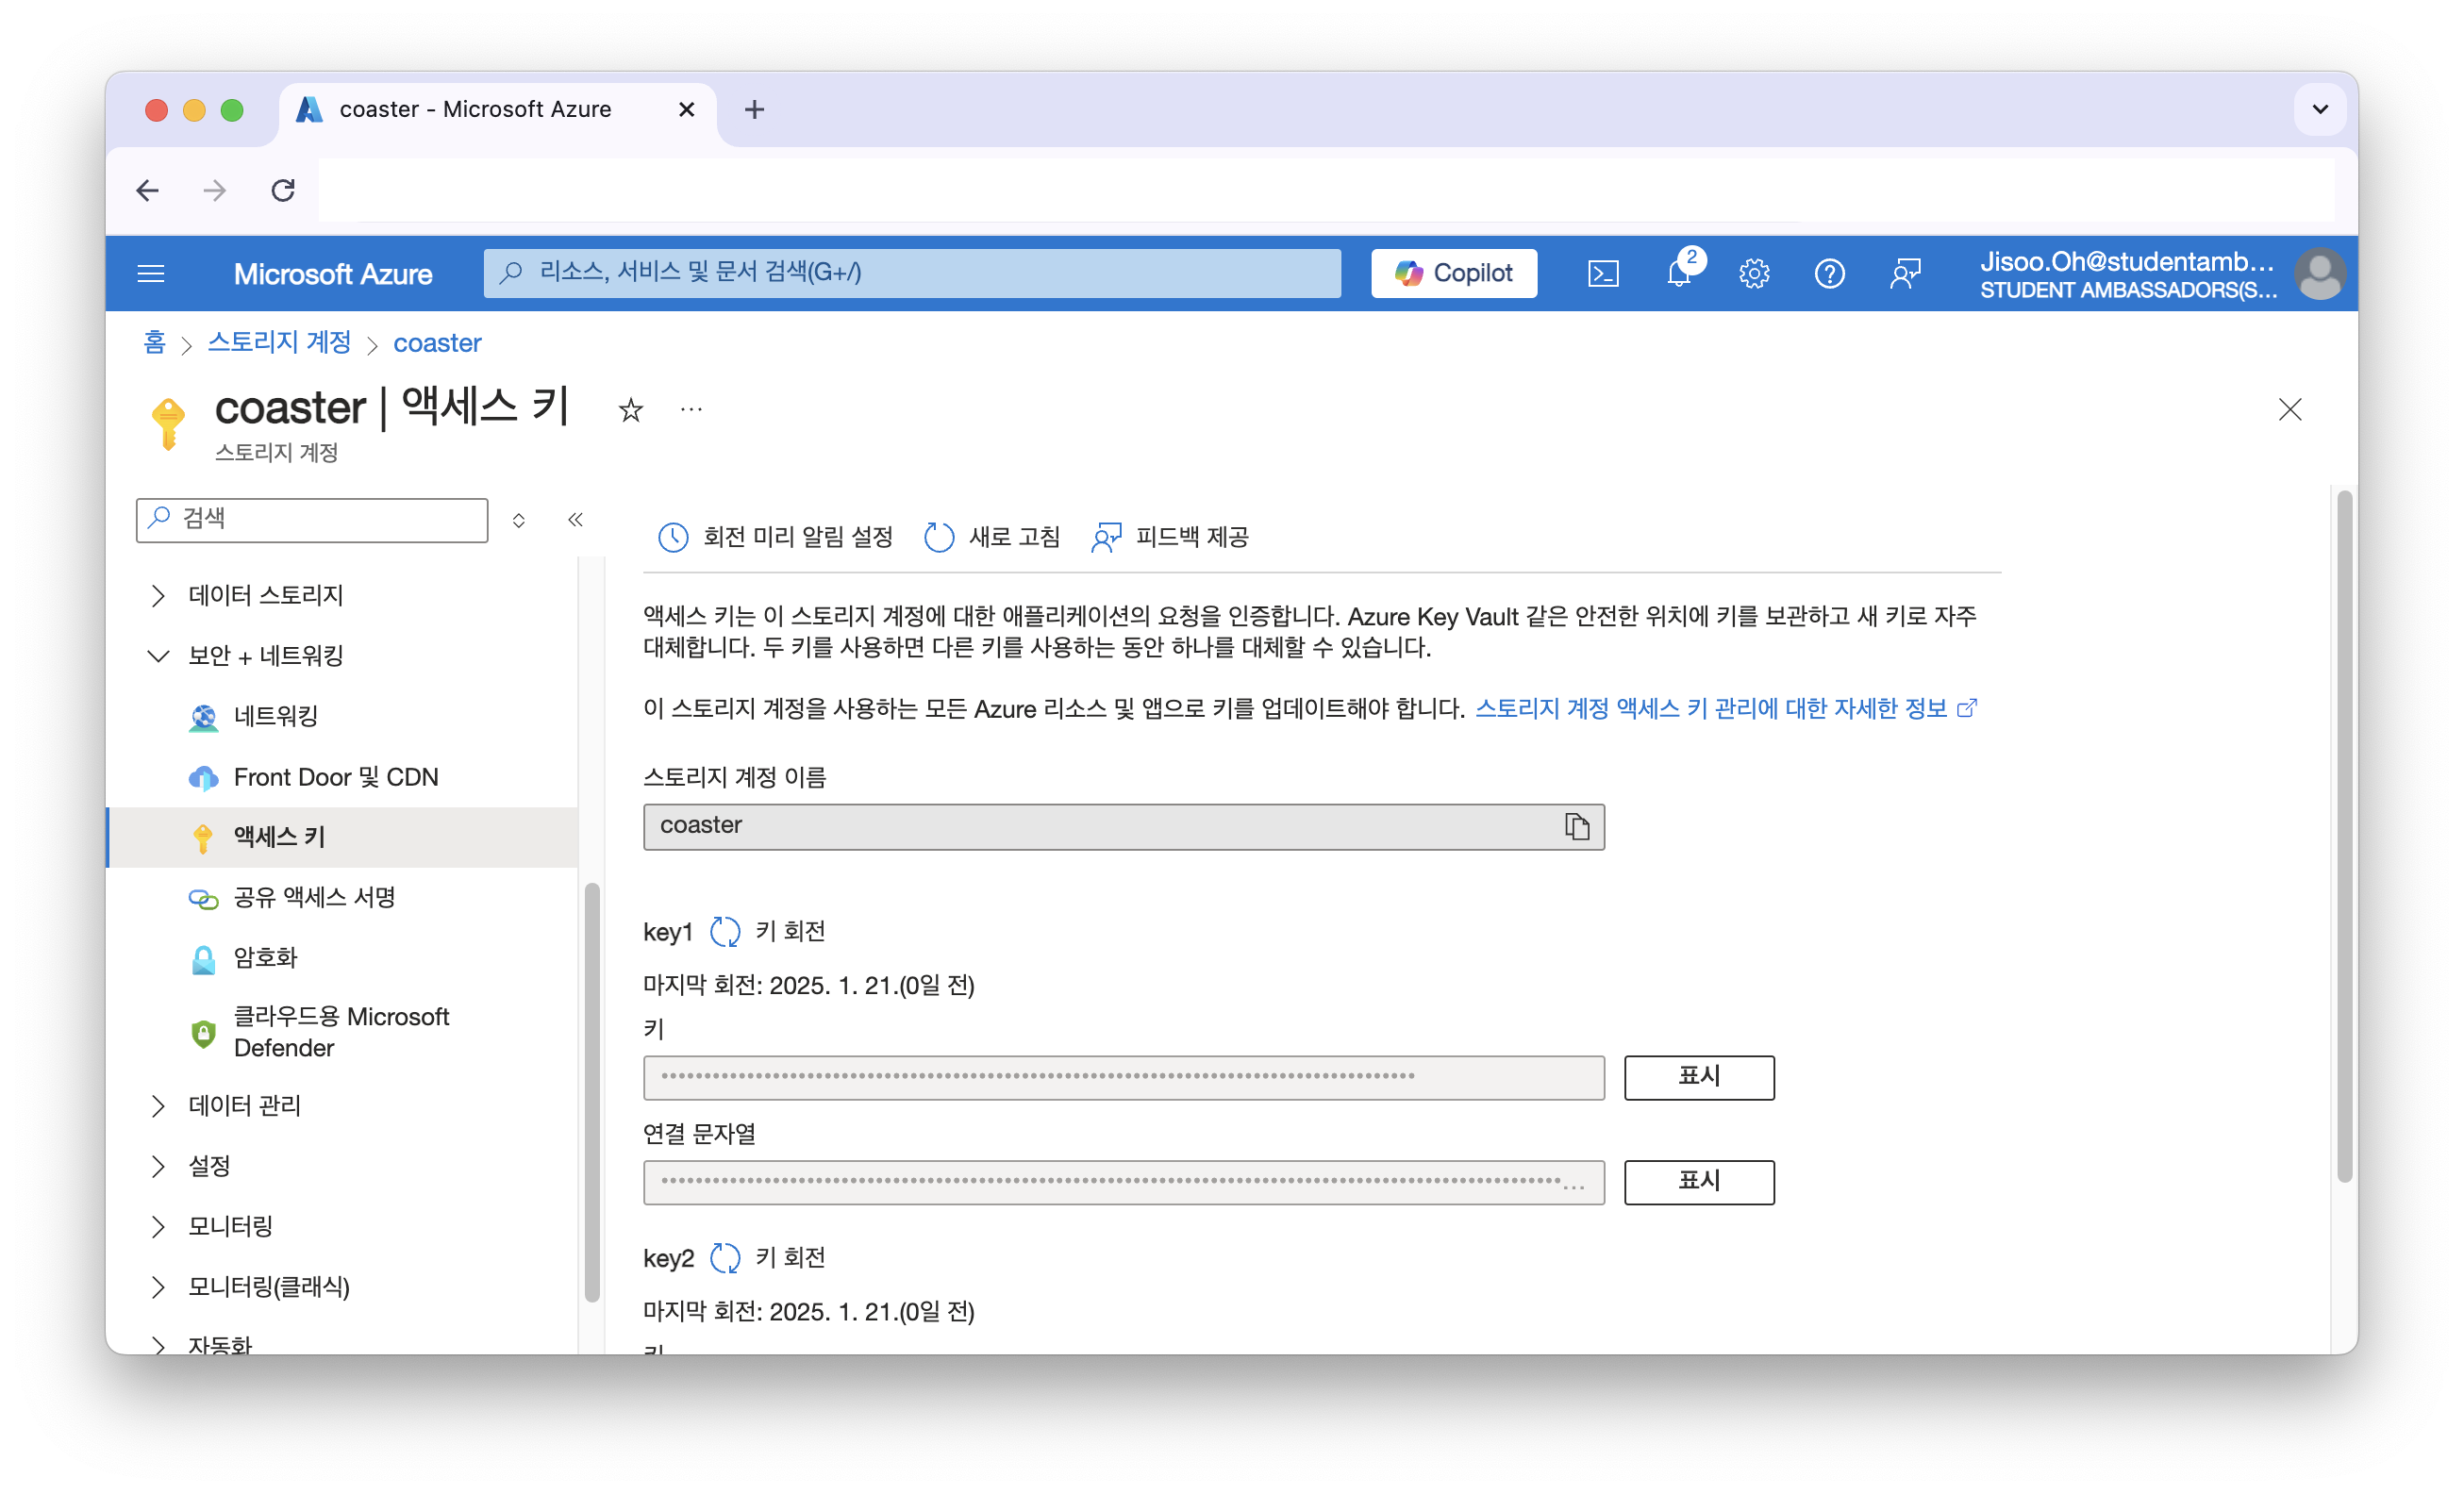 coaster - Microsoft Azure
Microsoft Azure
리소스, 서비스 및 문서 검색(G+/)
Copilot
2
Jisoo.Oh@studentamb...
STUDENT AMBASSADORS(S...
홈 > 스토리지 계정 > coaster
coaster | 액세스 키
스토리지 계정
검색
데이터 스토리지
보안 + 네트워킹
네트워킹
Front Door 및 CDN
액세스 키
공유 액세스 서명
암호화
클라우드용 Microsoft
Defender
데이터 관리
설정
모니터링
모니터링(클래식)
자동화
회전 미리 알림 설정
새로 고침
피드백 제공
액세스 키는 이 스토리지 계정에 대한 애플리케이션의 요청을 인증합니다. Azure Key Vault 같은 안전한 위치에 키를 보관하고 새 키로 자주
대체합니다. 두 키를 사용하면 다른 키를 사용하는 동안 하나를 대체할 수 있습니다.
이 스토리지 계정을 사용하는 모든 Azure 리소스 및 앱으로 키를 업데이트해야 합니다. 스토리지 계정 액세스 키 관리에 대한 자세한 정보
스토리지 계정 이름
coaster
key1 키 회전
마지막 회전: 2025. 1. 21.(0일 전)
키
표시
연결 문자열
표시
key2 키 회전
마지막 회전: 2025. 1. 21.(0일 전)
키